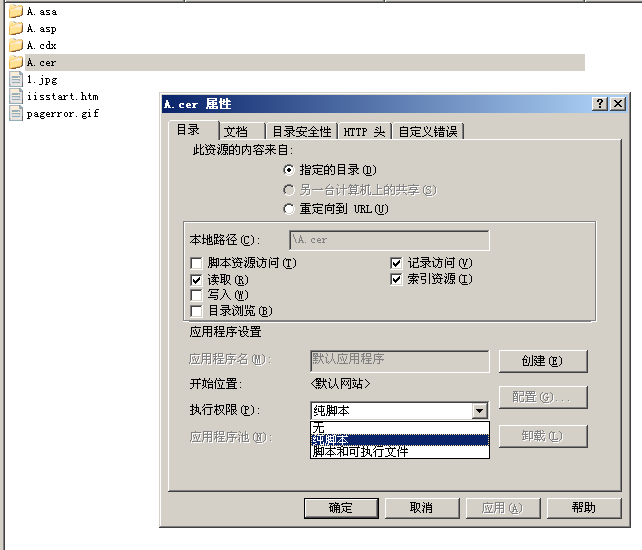 A.asa
A.asp
A.cdx
A.cer
1.jpg
iisstart.htm
pagerror.gif
A.cer 属性
目录 文档 目录安全性 HTTP 头 自定义错误
此资源的内容来自:
指定的目录(D)
另一台计算机上的共享(S)
重定向到 URL(U)
本地路径(C): \A.cer
脚本资源访问(T) 记录访问(V)
读取(R) 索引资源(I)
写入(W)
目录浏览(B)
应用程序设置
应用程序名(M): 默认应用程序 创建(E)
开始位置: <默认网站>
配置(G)...
执行权限(P): 纯脚本
无
应用程序池(N): 纯脚本 卸载(L)
脚本和可执行文件
确定 取消 应用(A) 帮助